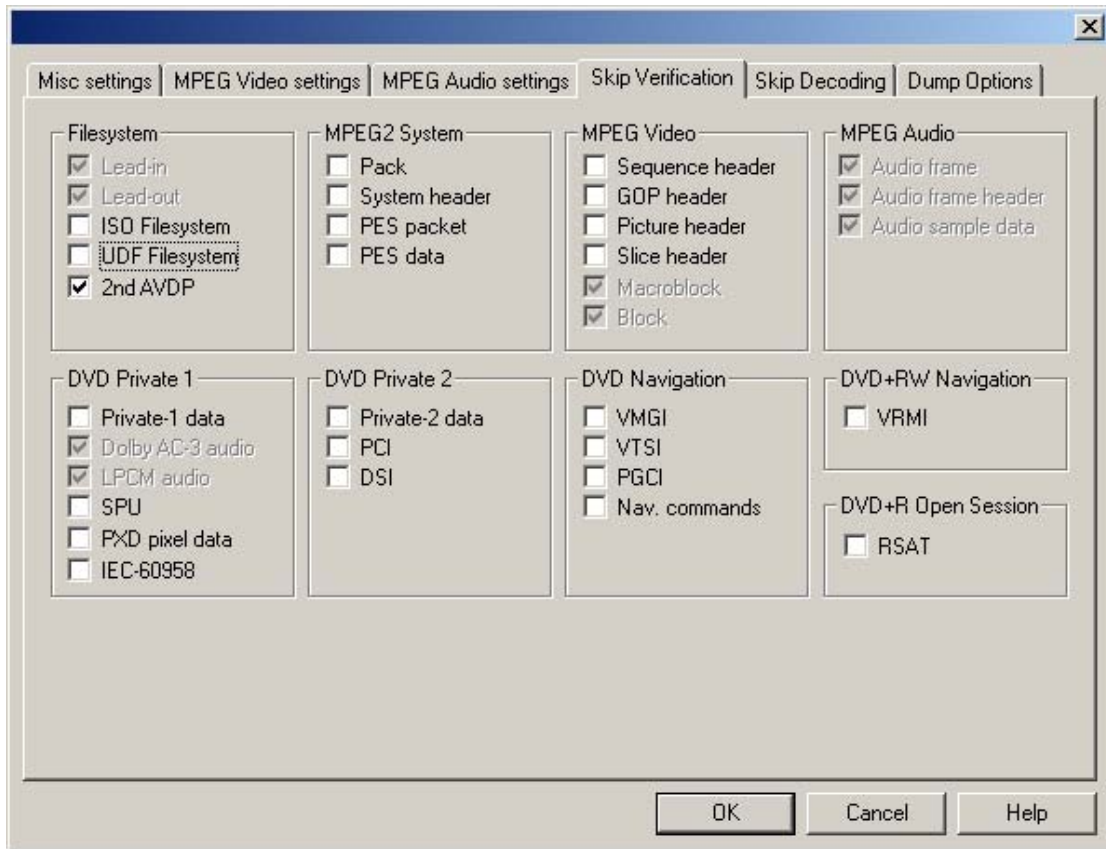 Misc settings
MPEG Video settings
MPEG Audio settings
Skip Verification
Skip Decoding
Dump Options
Filesystem
Lead-in
Lead-out
ISO Filesystem
UDF Filesystem
2nd AVDP
MPEG2 System
Pack
System header
PES packet
PES data
MPEG Video
Sequence header
GOP header
Picture header
Slice header
Macroblock
Block
MPEG Audio
Audio frame
Audio frame header
Audio sample data
DVD Private 1
Private-1 data
Dolby AC-3 audio
LPCM audio
SPU
PXD pixel data
IEC-60958
DVD Private 2
Private-2 data
PCI
DSI
DVD Navigation
VMGI
VTSI
PGCI
Nav. commands
DVD+RW Navigation
VRMI
DVD+R Open Session
RSAT
OK
Cancel
Help